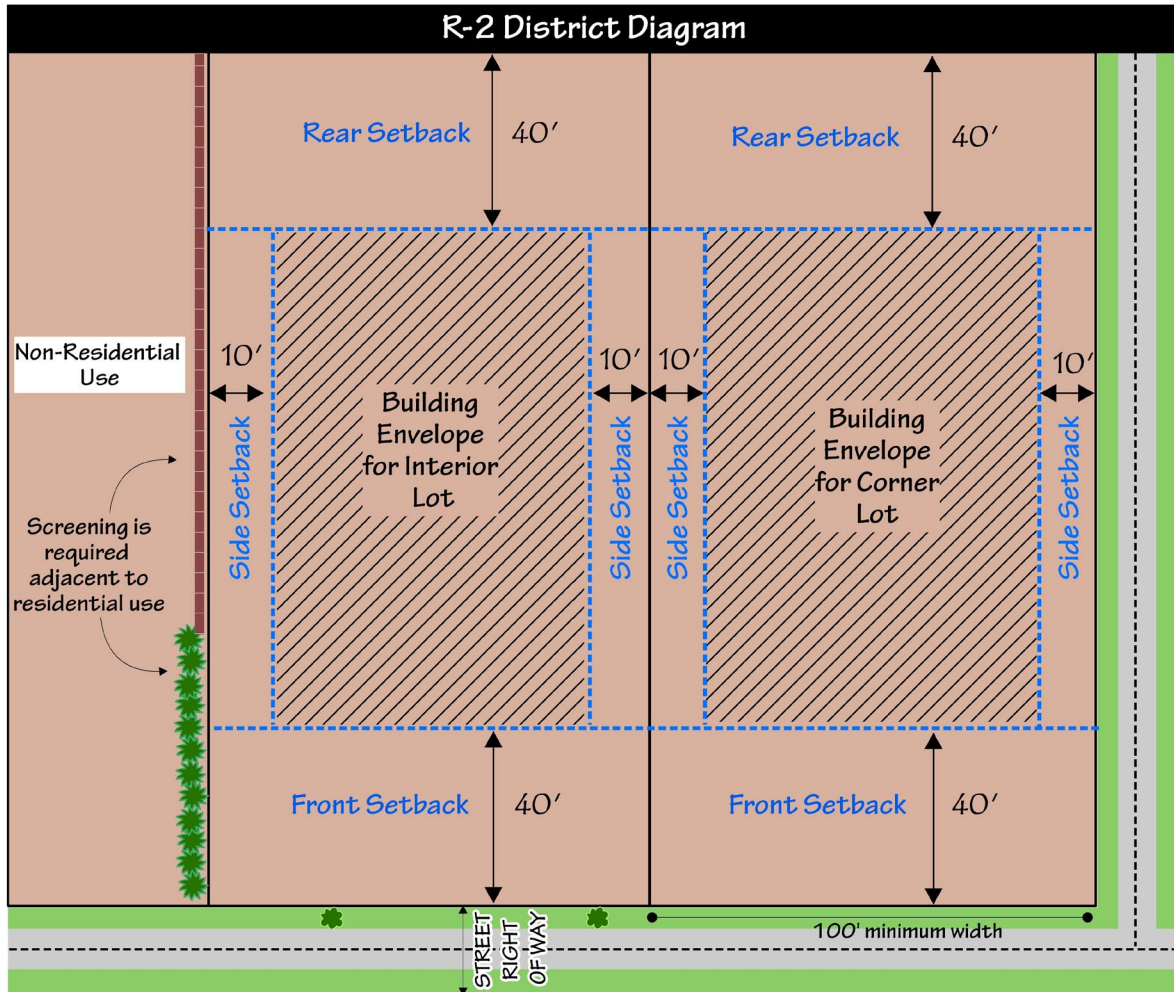 R-2 District Diagram
Rear Setback
40'
Rear Setback
40'
Non-Residential
Use
10'
10'
10'
10'
Side Setback
Building
Envelope
for Interior
Lot
Side Setback
Side Setback
Building
Envelope
for Corner
Lot
Side Setback
Screening is
required
adjacent to
residential use
Front Setback
40'
Front Setback
40'
STREET
RIGHT
OF WAY
100' minimum width